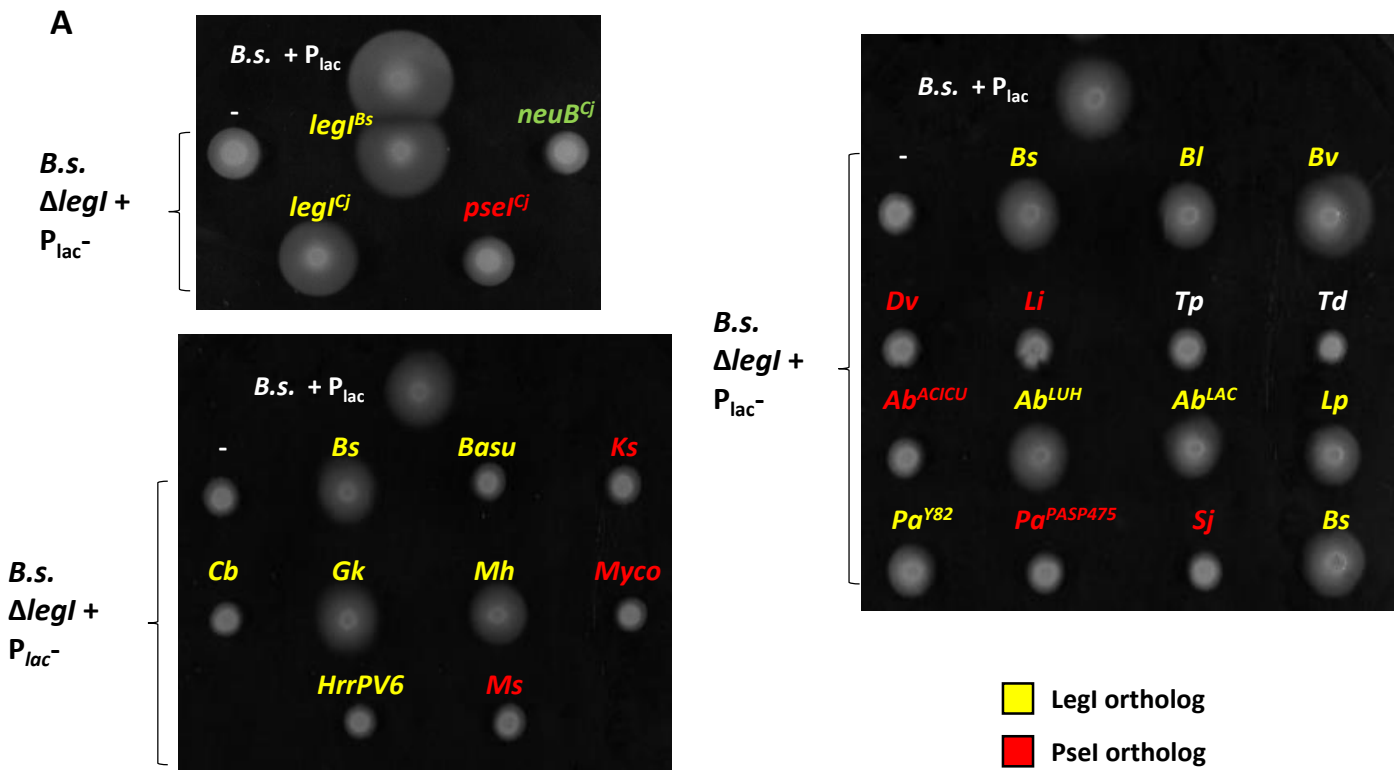 A
B.s. + Plac
-
legIBs
neuBCj
B.s.
ΔlegI +
Plac-
legICj
pseICj
B.s. + Plac
-
Bs
Basu
Ks
B.s.
ΔlegI +
Plac-
Cb
Gk
Mh
Myco
HrrPV6
Ms
B.s. + Plac
-
Bs
Bl
Bv
B.s.
ΔlegI +
Plac-
Dv
Li
Tp
Td
AbACICU
AbLUH
AbLAC
Lp
PaY82
PaPASP475
Sj
Bs
LegI ortholog
PseI ortholog